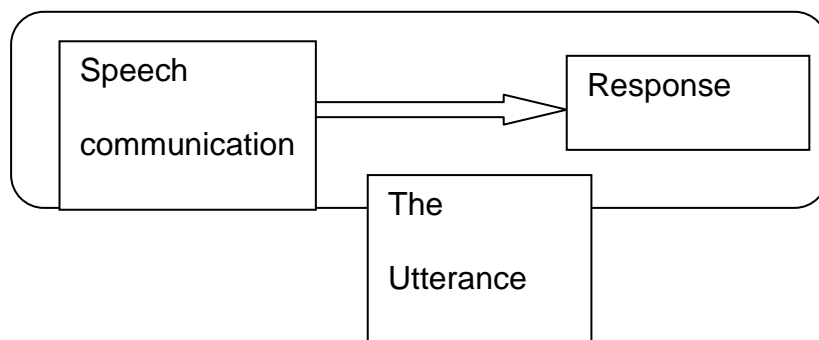 Speech
communication
Response
The
Utterance